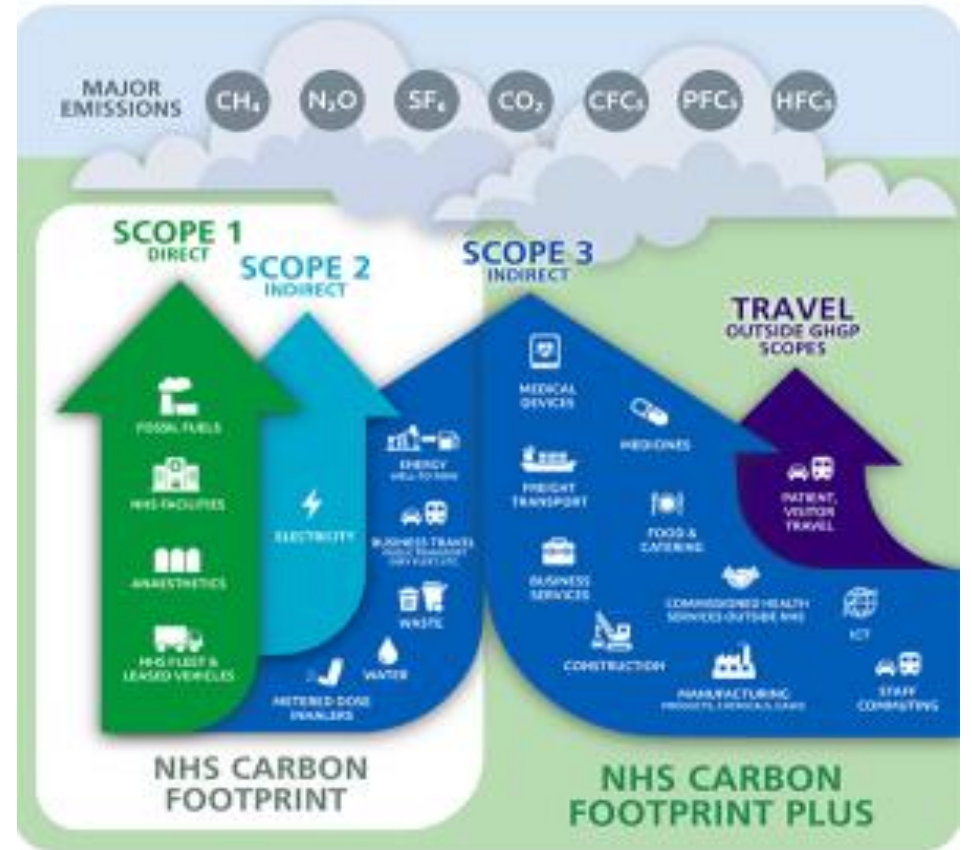 MAJOR
EMISSIONS
CH₄
N₂O
SF₆
CO₂
CFCₛ
PFCₛ
HFCₛ
SCOPE 1
DIRECT
SCOPE 2
INDIRECT
SCOPE 3
INDIRECT
TRAVEL
OUTSIDE GHGP
SCOPES
FOSSIL FUELS
NHS FACILITIES
ANAESTHETICS
NHS FLEET &
LEASED VEHICLES
ELECTRICITY
ENERGY
WELL TO TANK
BUSINESS TRAVEL
WASTE
WATER
METERED DOSE
INHALERS
MEDICAL
DEVICES
MEDICINES
FREIGHT
TRANSPORT
FOOD &
CATERING
BUSINESS
SERVICES
COMMISSIONED HEALTH
SERVICES OUTSIDE NHS
ICT
CONSTRUCTION
MANUFACTURING
STAFF
COMMUTING
PATIENT,
VISITOR
TRAVEL
NHS CARBON
FOOTPRINT
NHS CARBON
FOOTPRINT PLUS